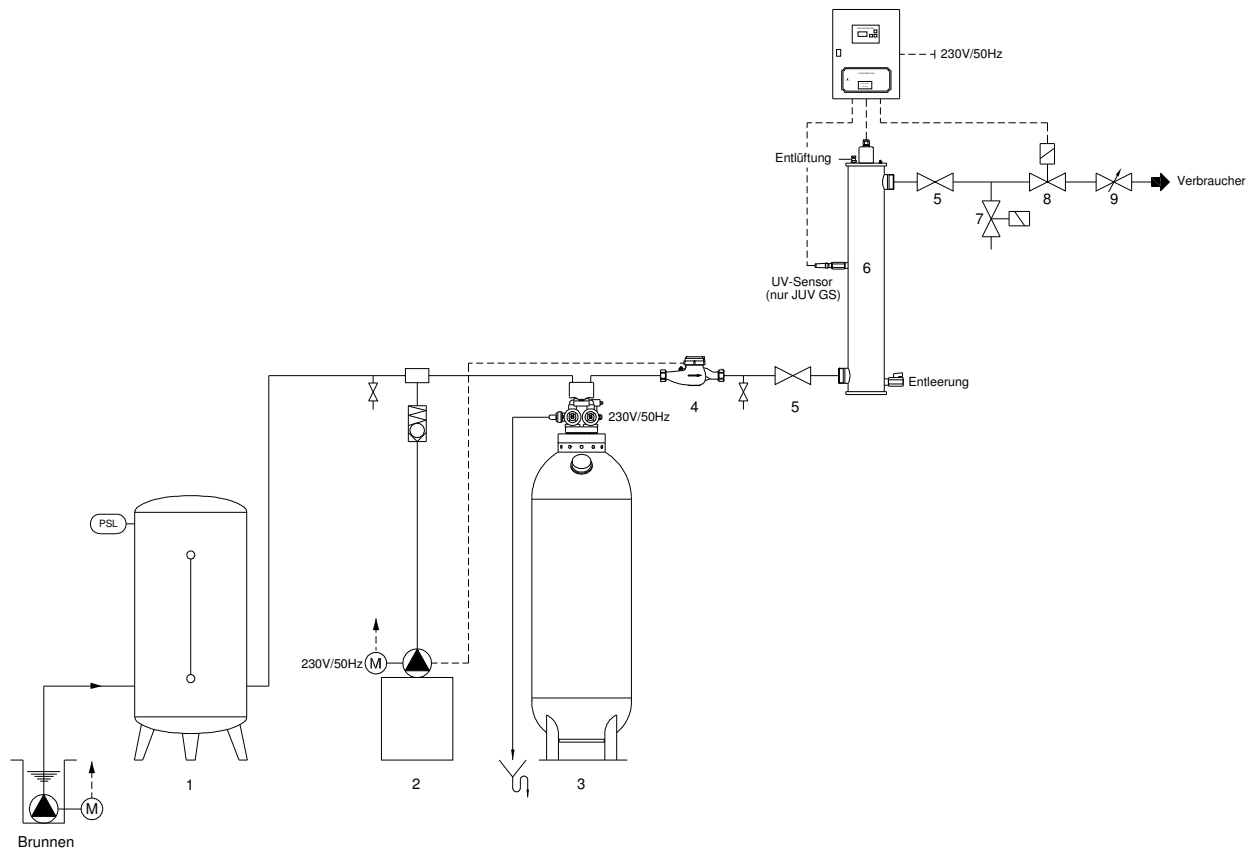 230V/50Hz
Entlüftung
Verbraucher
5
8
9
7
6
UV-Sensor
(nur JUV GS)
Entleerung
4
5
230V/50Hz
PSL
230V/50Hz
M
1
2
3
M
Brunnen